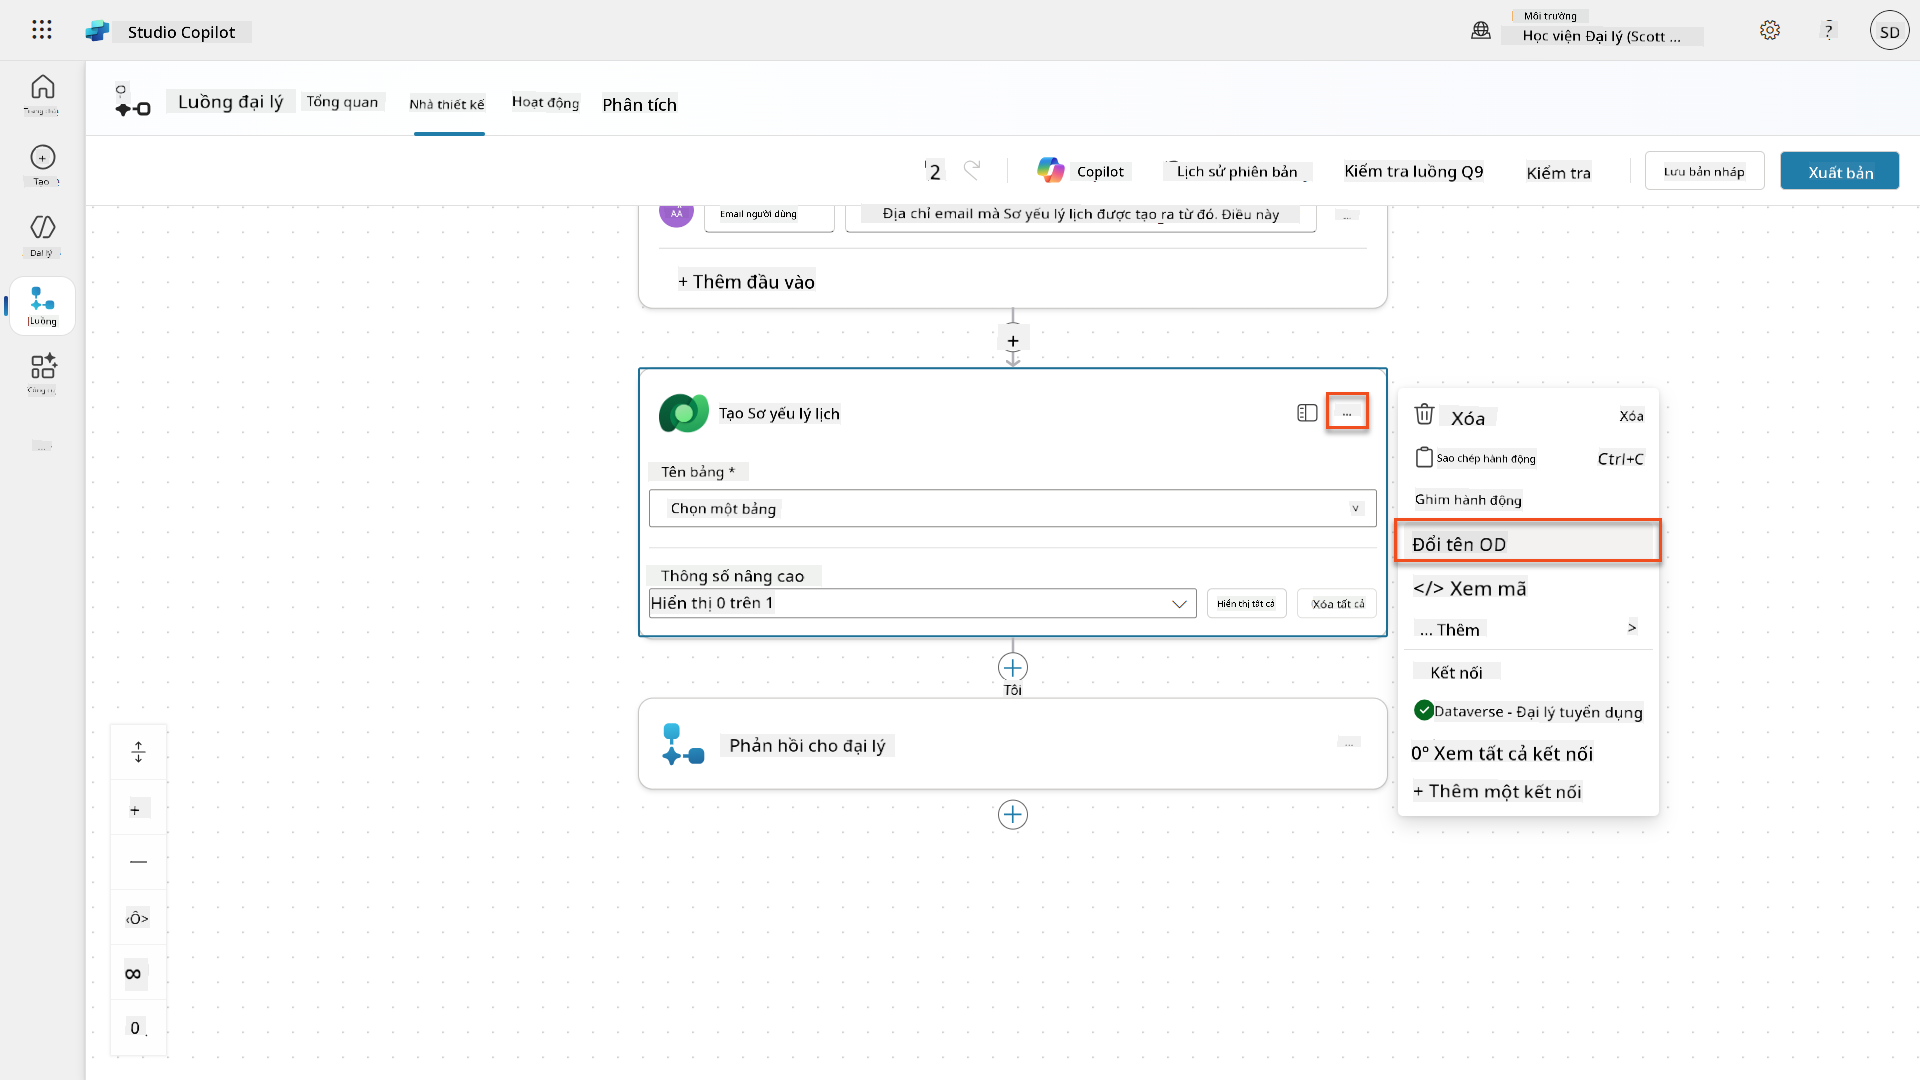 Studio Copilot
Môi trường
Học viện Đại lý (Scott ...
?
SD
Luồng đại lý
Tổng quan
Nhà thiết kế
Hoạt động
Phân tích
Copilot
Lịch sử phiên bản
Kiểm tra luồng Q9
Kiểm tra
Lưu bản nháp
Xuất bản
Tạo
Đại lý
Luồng
...
AA
Email người dùng
Địa chỉ email mà Sơ yếu lý lịch được tạo ra từ đó. Điều này
...
+ Thêm đầu vào
+
Tạo Sơ yếu lý lịch
...
Tên bảng *
Chọn một bảng
Thông số nâng cao
Hiển thị 0 trên 1
Hiển thị tất cả
Xóa tất cả
Tôi
Phản hồi cho đại lý
...
Xóa
Xóa
Sao chép hành động
Ctrl+C
Ghim hành động
Đổi tên OD
</> Xem mã
... Thêm
>
Kết nối
Dataverse - Đại lý tuyển dụng
0º Xem tất cả kết nối
+ Thêm một kết nối
+
—
‹Ô>
∞
0